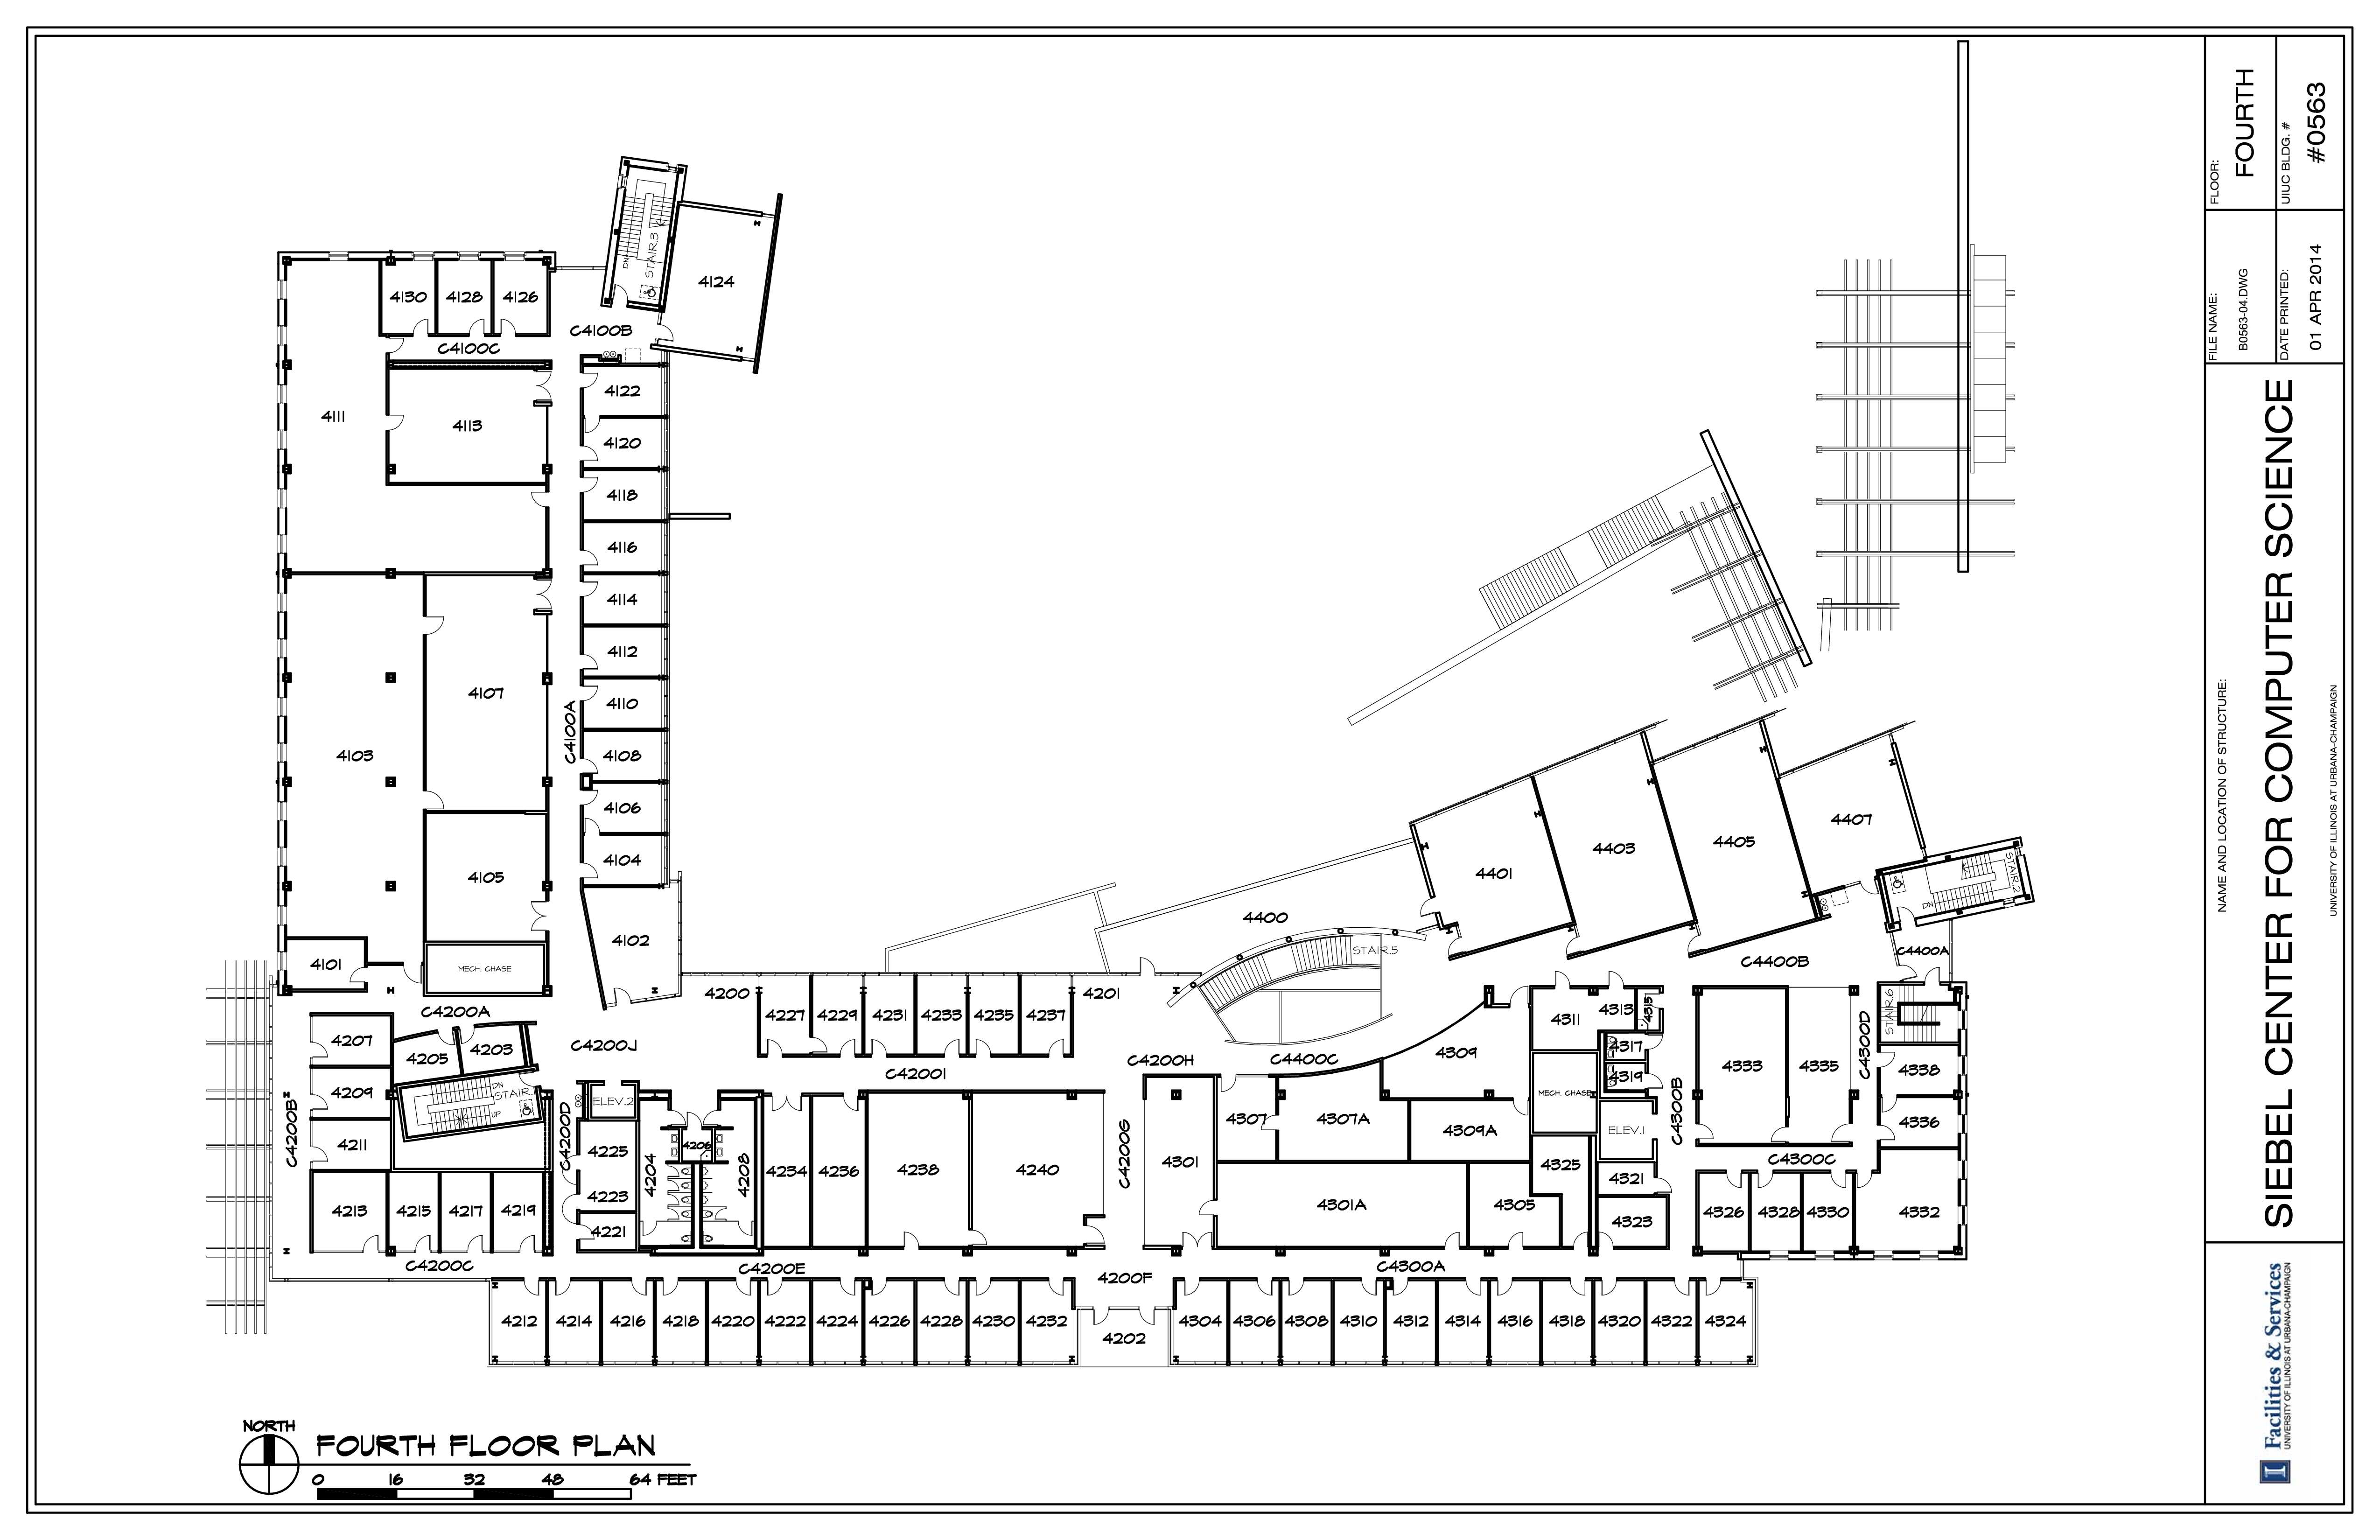 STAIR.3
DN
4124
4130
4128
4126
C4100B
C4100C
4122
4111
4113
4120
4118
4116
4114
4112
4107
4110
C4100A
4103
4108
4106
4104
4105
4102
4101
MECH. CHASE
4407
4405
4403
4401
STAIR.2
DN
4400
STAIR.5
C4400A
C4400B
4200
4201
C4200A
4227
4229
4231
4233
4235
4237
4311
4313
4315
STAIR.6
4207
4205
4203
C4200J
C4200I
C4200H
C4400C
4309
4317
4319
4333
4335
C4300D
4338
4209
DN
STAIR.1
UP
C4200B
C4200D
ELEV.2
MECH. CHASE
4307
4307A
4309A
ELEV.1
C4300B
4336
4211
4225
4204
4206
4208
4234
4236
4238
4240
C4200G
4301
4325
C4300C
4213
4215
4217
4219
4223
4221
4301A
4305
4321
4323
4326
4328
4330
4332
C4200C
C4200E
4200F
C4300A
4212
4214
4216
4218
4220
4222
4224
4226
4228
4230
4232
4202
4304
4306
4308
4310
4312
4314
4316
4318
4320
4322
4324
NORTH
FOURTH FLOOR PLAN
0 16 32 48 64 FEET
FLOOR:
FOURTH
UIUC BLDG. #
#0563
FILE NAME:
B0563-04.DWG
DATE PRINTED:
01 APR 2014
NAME AND LOCATION OF STRUCTURE:
SIEBEL CENTER FOR COMPUTER SCIENCE
UNIVERSITY OF ILLINOIS AT URBANA-CHAMPAIGN
I
Facilities & Services
UNIVERSITY OF ILLINOIS AT URBANA-CHAMPAIGN